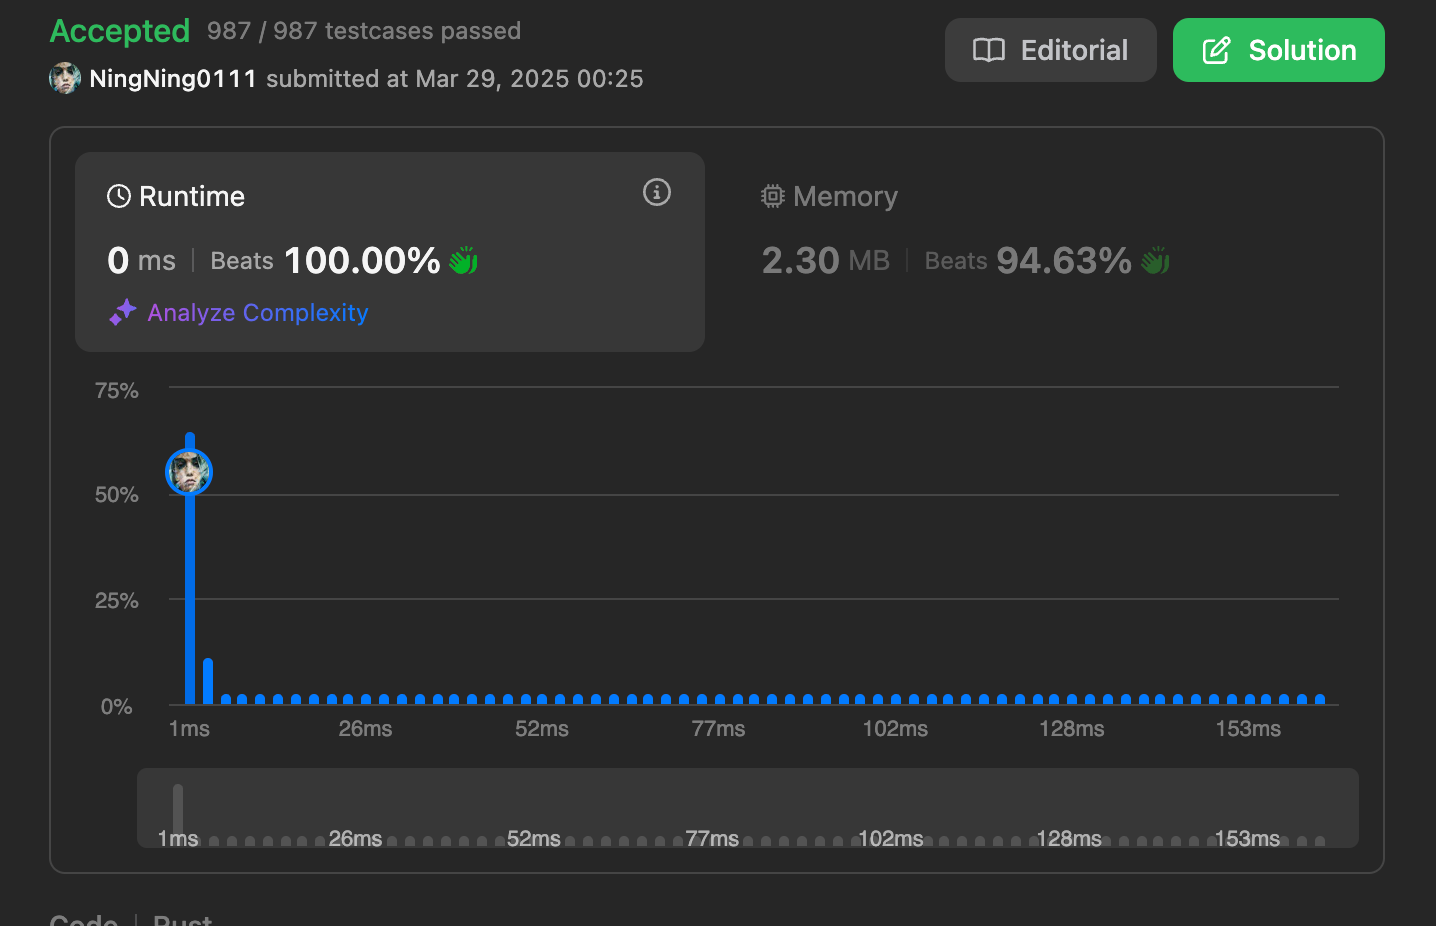 Accepted 987 / 987 testcases passed
Editorial
Solution
NingNing0111 submitted at Mar 29, 2025 00:25
Runtime
0 ms | Beats 100.00%
Analyze Complexity
Memory
2.30 MB | Beats 94.63%
75%
50%
25%
0%
1ms 26ms 52ms 77ms 102ms 128ms 153ms
1ms 26ms 52ms 77ms 102ms 128ms 153ms
Code | Rust